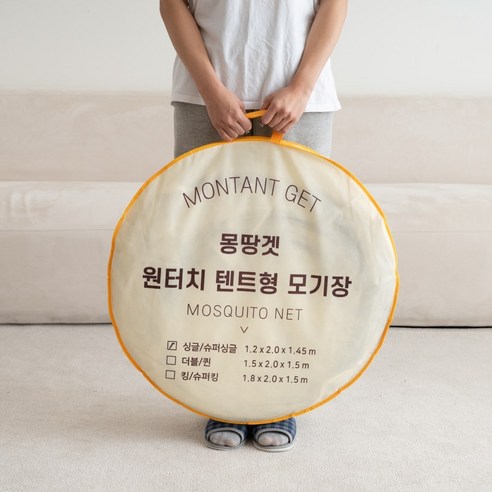 MONTANT GET
몽땅겟
원터치 텐트형 모기장
MOSQUITO NET
싱글/슈퍼싱글 1.2 x 2.0 x 1.45 m
더블/퀸 1.5 x 2.0 x 1.5 m
킹/슈퍼킹 1.8 x 2.0 x 1.5 m